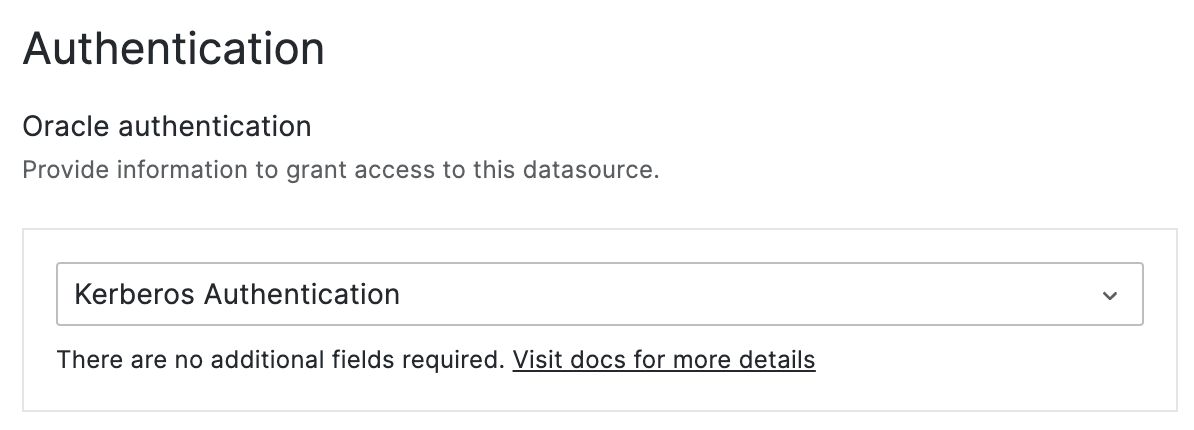 Authentication
Oracle authentication
Provide information to grant access to this datasource.
Kerberos Authentication
There are no additional fields required. Visit docs for more details